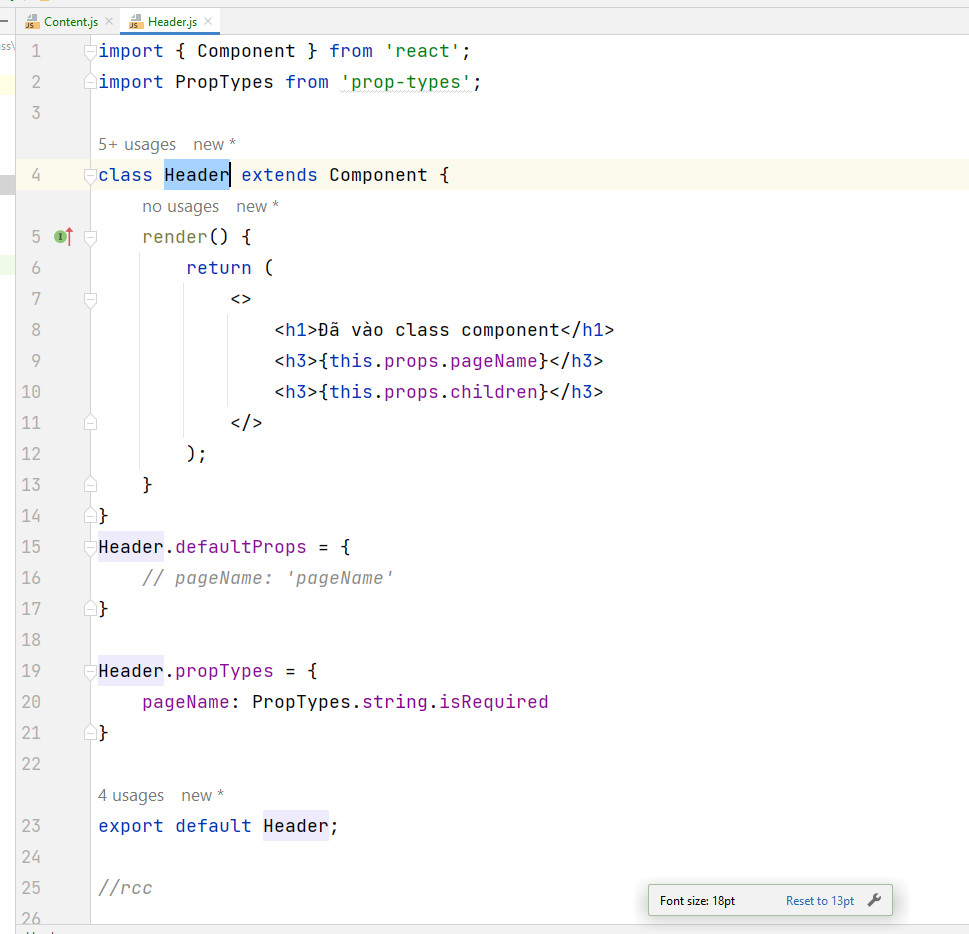 Content.js
Header.js
1 import { Component } from 'react';
2 import PropTypes from 'prop-types';
3
5+ usages new *
4 class Header extends Component {
no usages new *
5 render() {
6 return (
7 <>
8 <h1>Đã vào class component</h1>
9 <h3>{this.props.pageName}</h3>
10 <h3>{this.props.children}</h3>
11 </>
12 );
13 }
14 }
15 Header.defaultProps = {
16 // pageName: 'pageName'
17 }
18
19 Header.propTypes = {
20 pageName: PropTypes.string.isRequired
21 }
22
4 usages new *
23 export default Header;
24
25 //rcc
26
Font size: 18pt Reset to 13pt